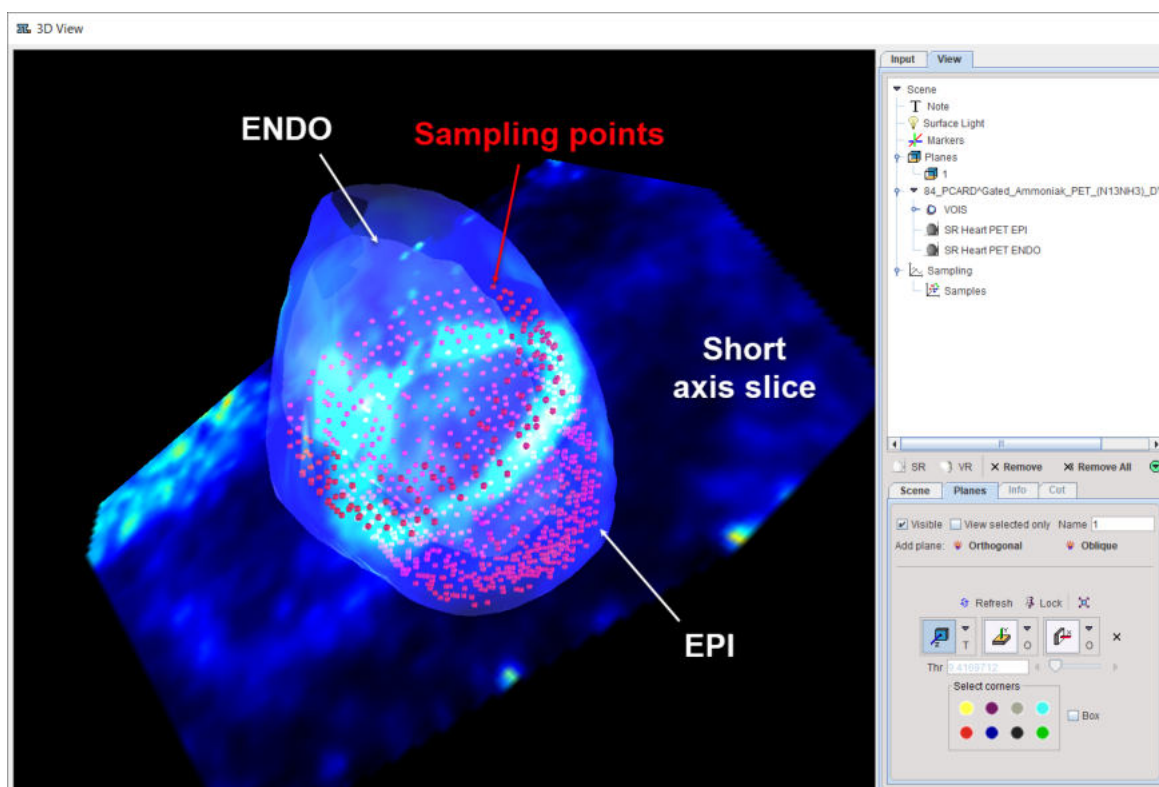 3D View
ENDO
Sampling points
Short
axis slice
EPI
Input View
Scene
Note
Surface Light
Markers
Planes
1
84_PCARD^Gated_Ammoniak_PET_(N13NH3)_D
VOIS
SR Heart PET EPI
SR Heart PET ENDO
Sampling
Samples
SR VR Remove Remove All
Scene Planes Info Cut
Visible View selected only Name 1
Add plane: Orthogonal Oblique
Refresh Lock
T O O
Thr
Select corners
Box